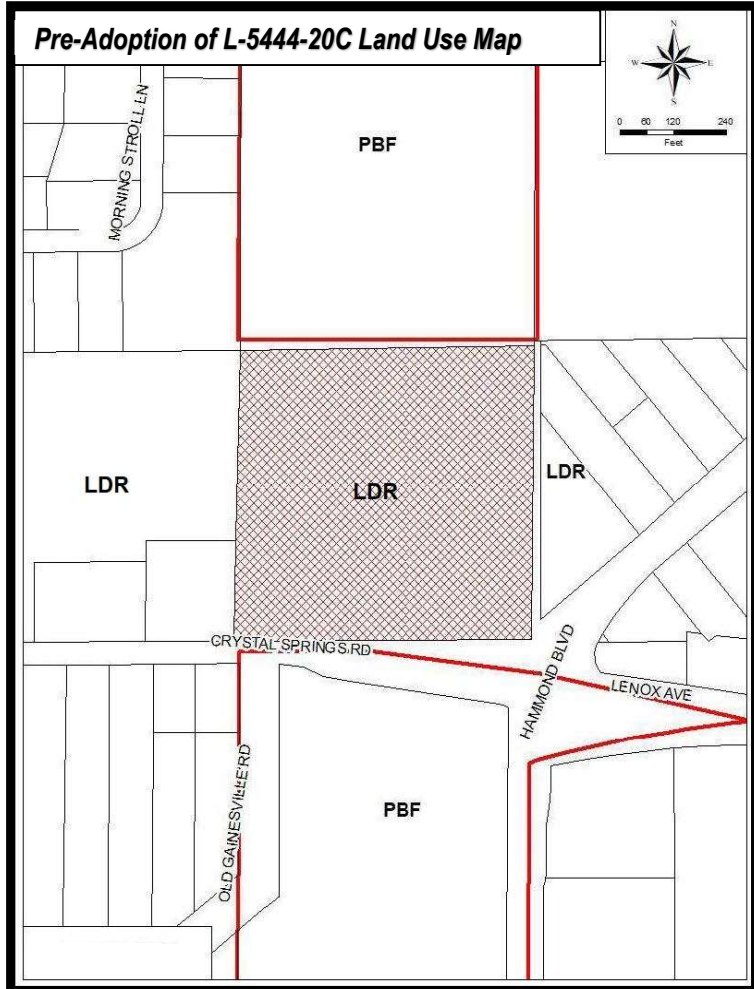 Pre-Adoption of L-5444-20C Land Use Map
N
W E
S
0 60 120 240
Feet
MORNING STROLL LN
PBF
LDR
LDR
LDR
CRYSTAL SPRINGS RD
HAMMOND BLVD
LENOX AVE
OLD GAINESVILLE RD
PBF